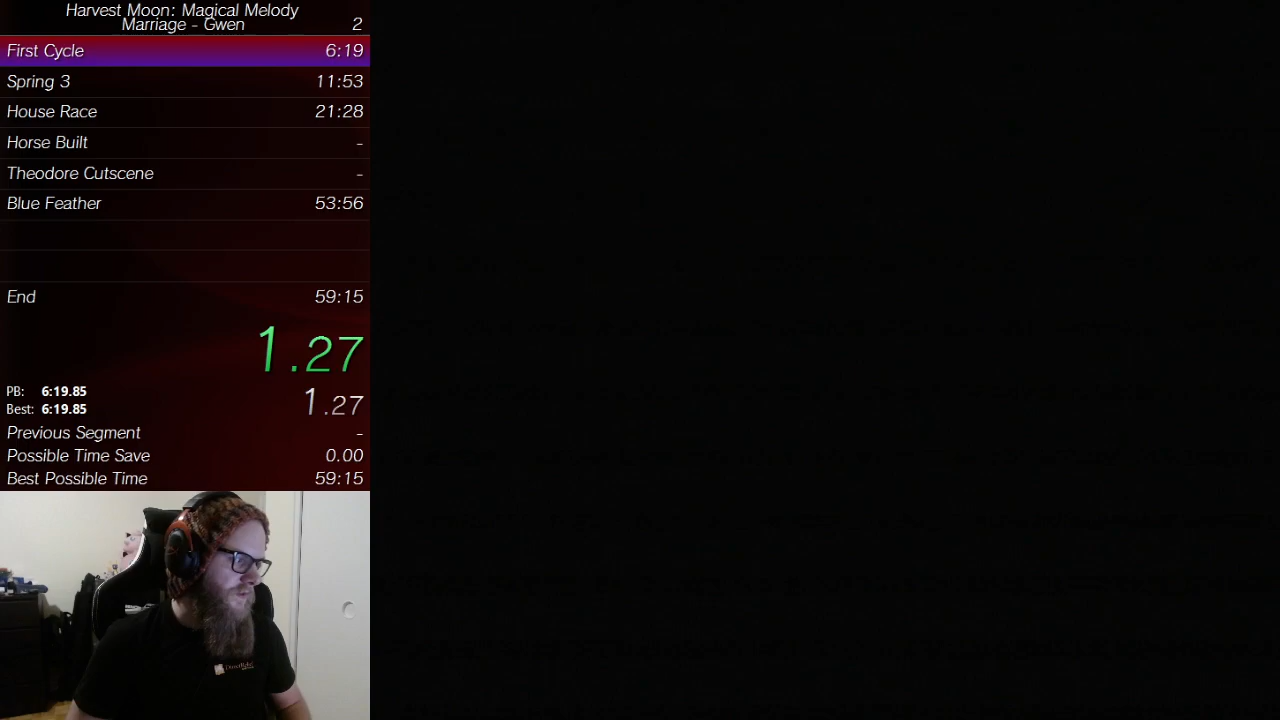 Harvest Moon: Magical Melody
Marriage - Gwen 2
First Cycle 6:19
Spring 3 11:53
House Race 21:28
Horse Built -
Theodore Cutscene -
Blue Feather 53:56
End 59:15
1.27
PB: 6:19.85
Best: 6:19.85
1.27
Previous Segment -
Possible Time Save 0.00
Best Possible Time 59:15